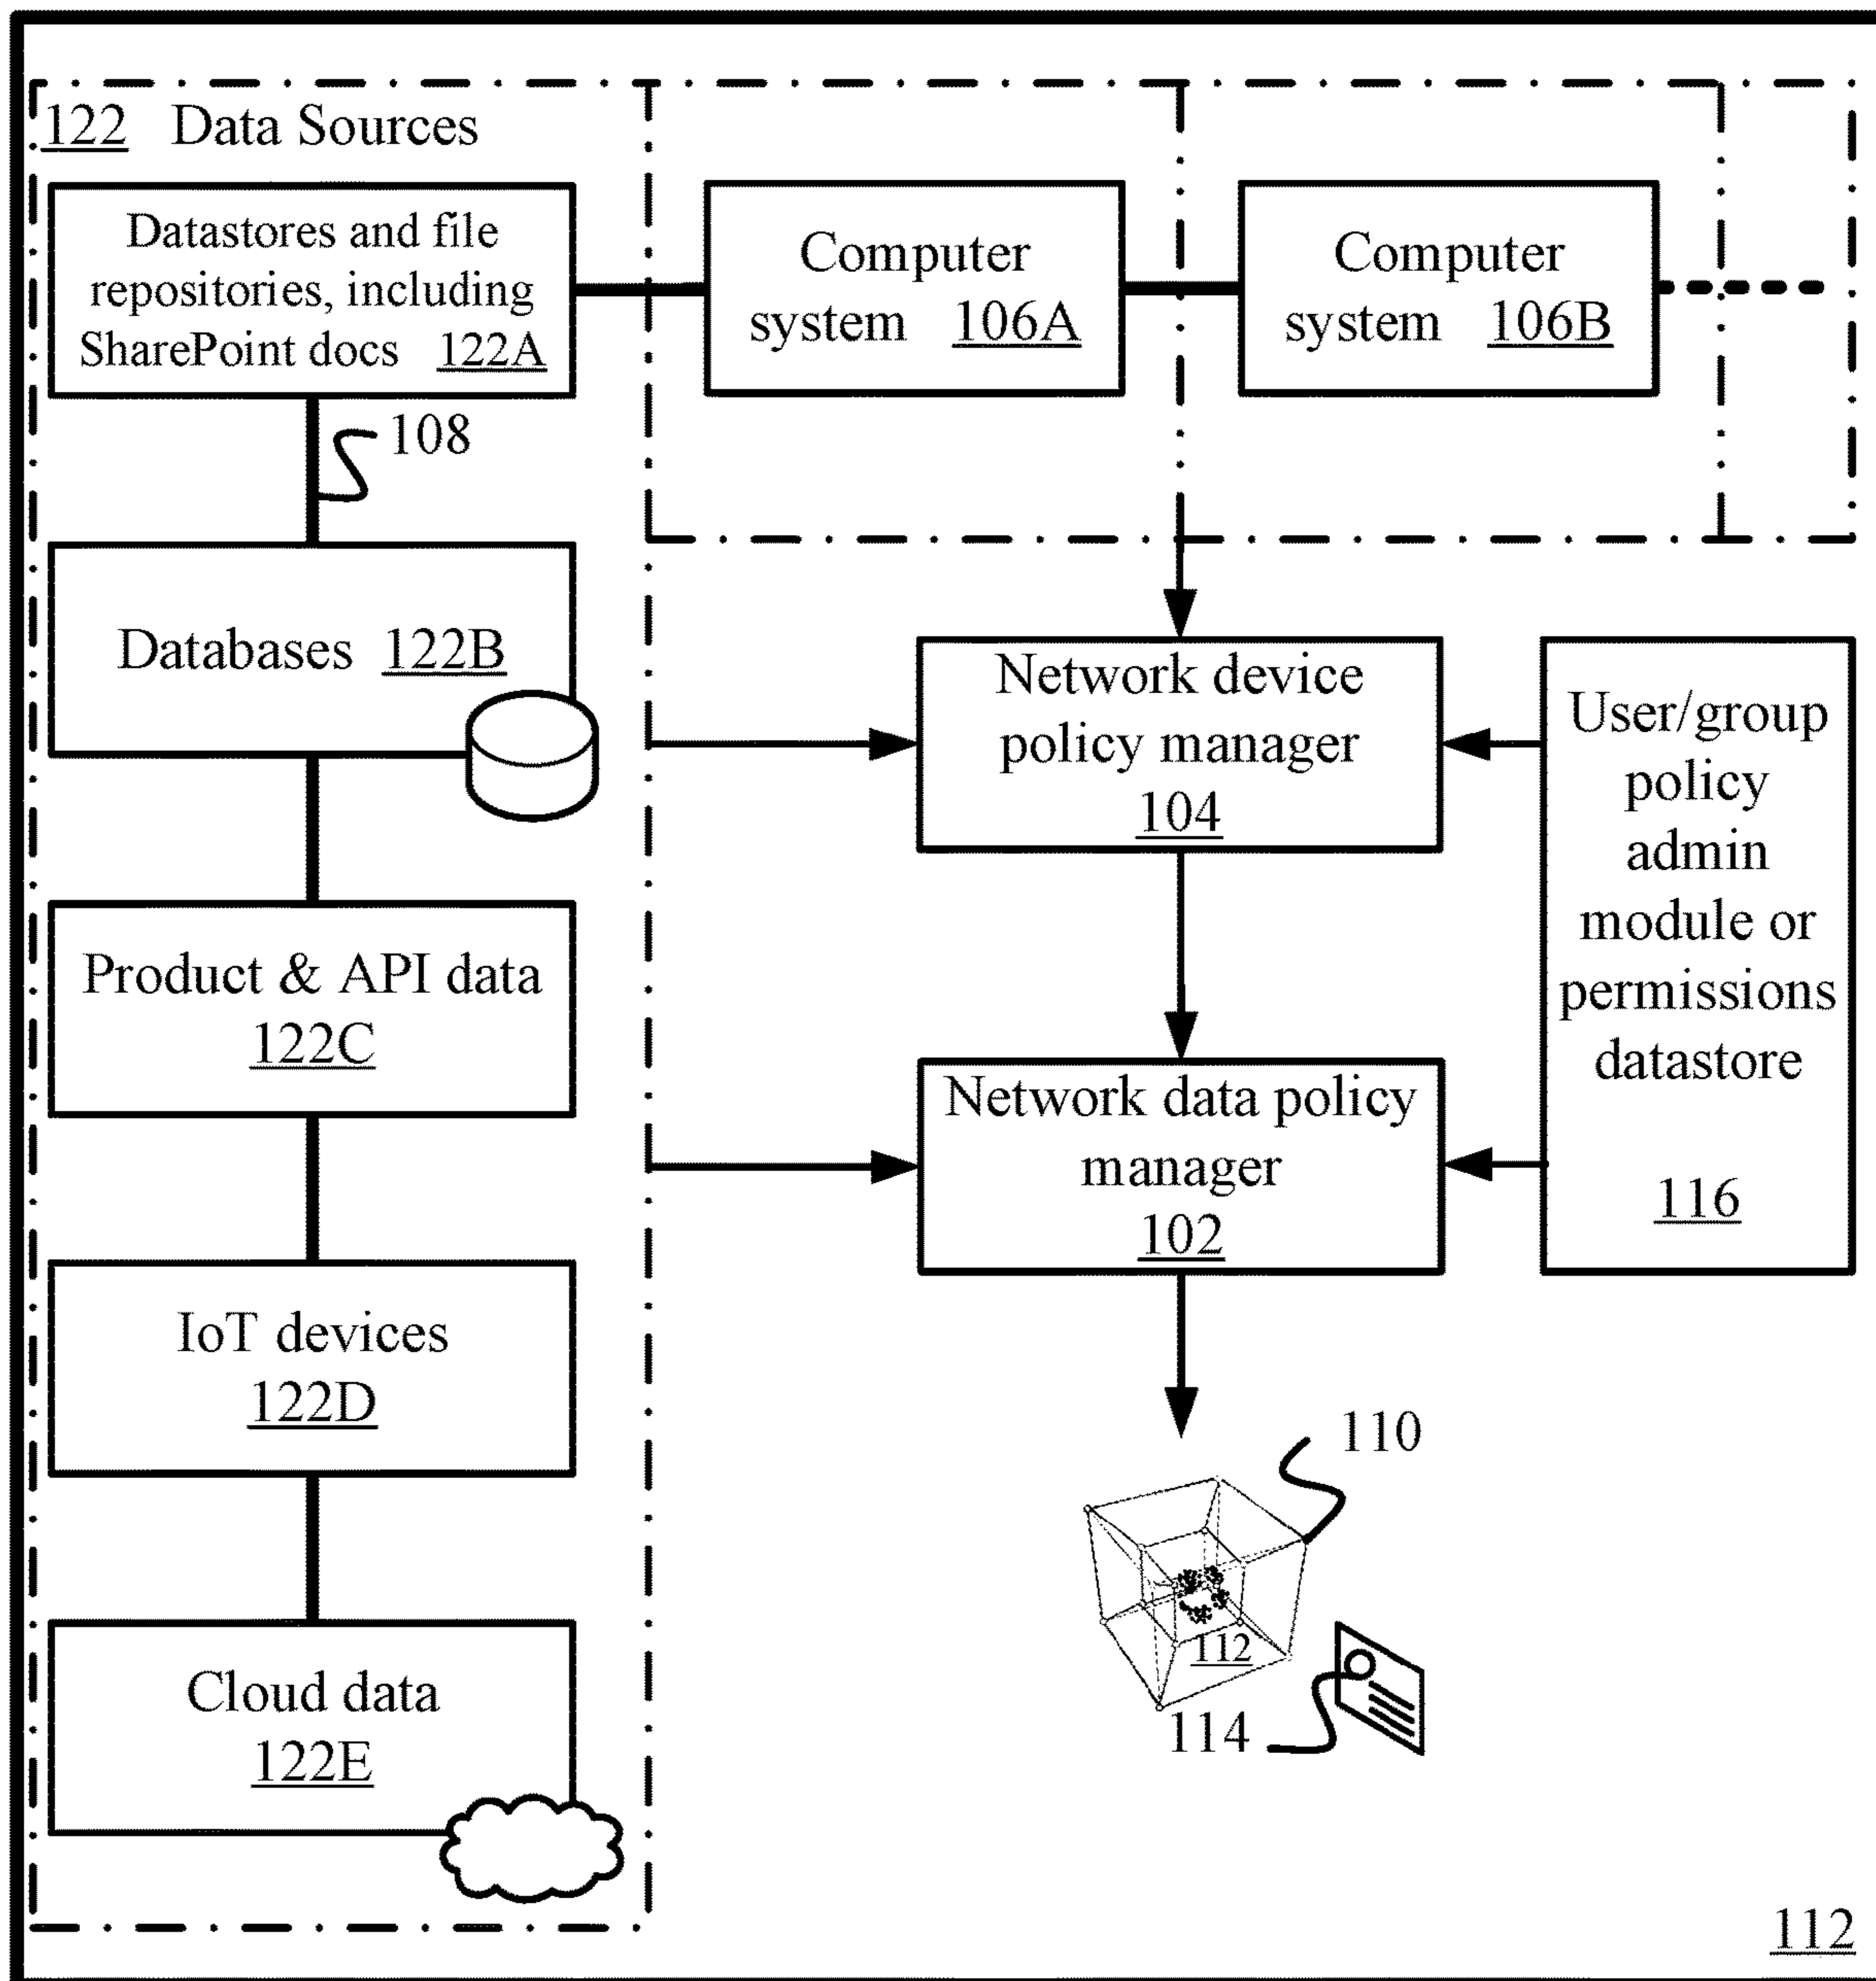 122 Data Sources
Datastores and file
repositories, including
SharePoint docs 122A
Computer
system 106A
Computer
system 106B
108
Databases 122B
Network device
policy manager
104
User/group
policy
admin
module or
permissions
datastore
116
Product & API data
122C
Network data policy
manager
102
IoT devices
122D
110
112
114
Cloud data
122E
112